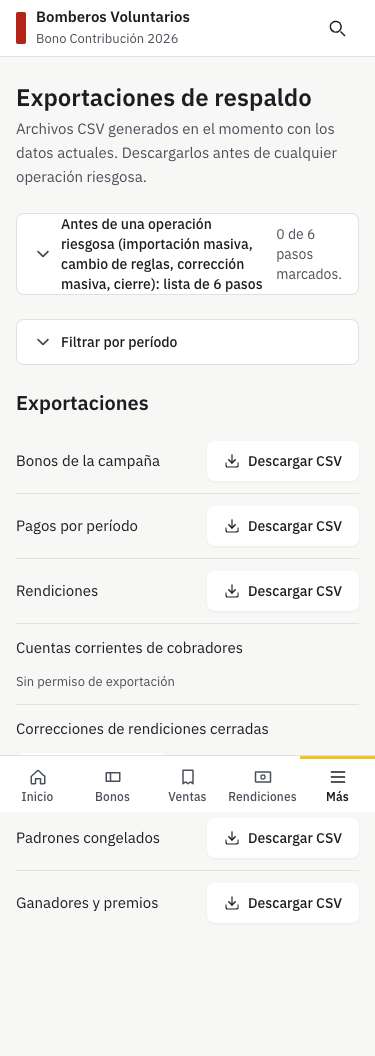 Bomberos Voluntarios
Bono Contribución 2026
Exportaciones de respaldo
Archivos CSV generados en el momento con los
datos actuales. Descargarlos antes de cualquier
operación riesgosa.
Antes de una operación
riesgosa (importación masiva,
cambio de reglas, corrección
masiva, cierre): lista de 6 pasos
0 de 6
pasos
marcados.
Filtrar por período
Exportaciones
Bonos de la campaña
Descargar CSV
Pagos por período
Descargar CSV
Rendiciones
Descargar CSV
Cuentas corrientes de cobradores
Sin permiso de exportación
Correcciones de rendiciones cerradas
Inicio
Bonos
Ventas
Rendiciones
Más
Padrones congelados
Descargar CSV
Ganadores y premios
Descargar CSV